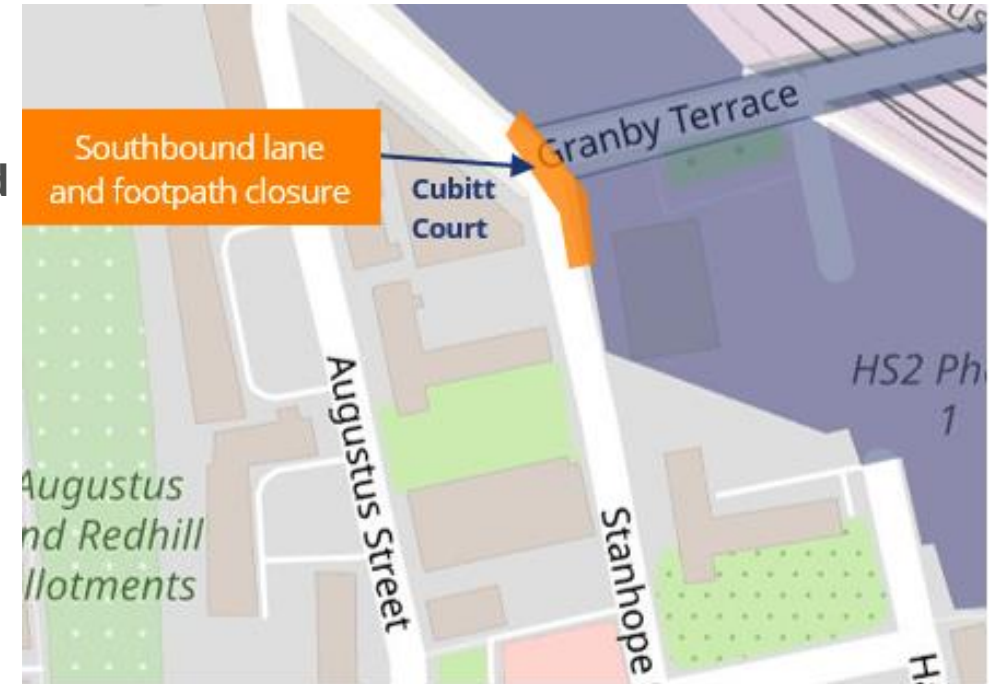 Granby Terrace
Southbound lane
and footpath closure
Cubitt
Court
HS2 Ph
1
Augustus Street
Augustus
nd Redhill
llotments
Stanhope